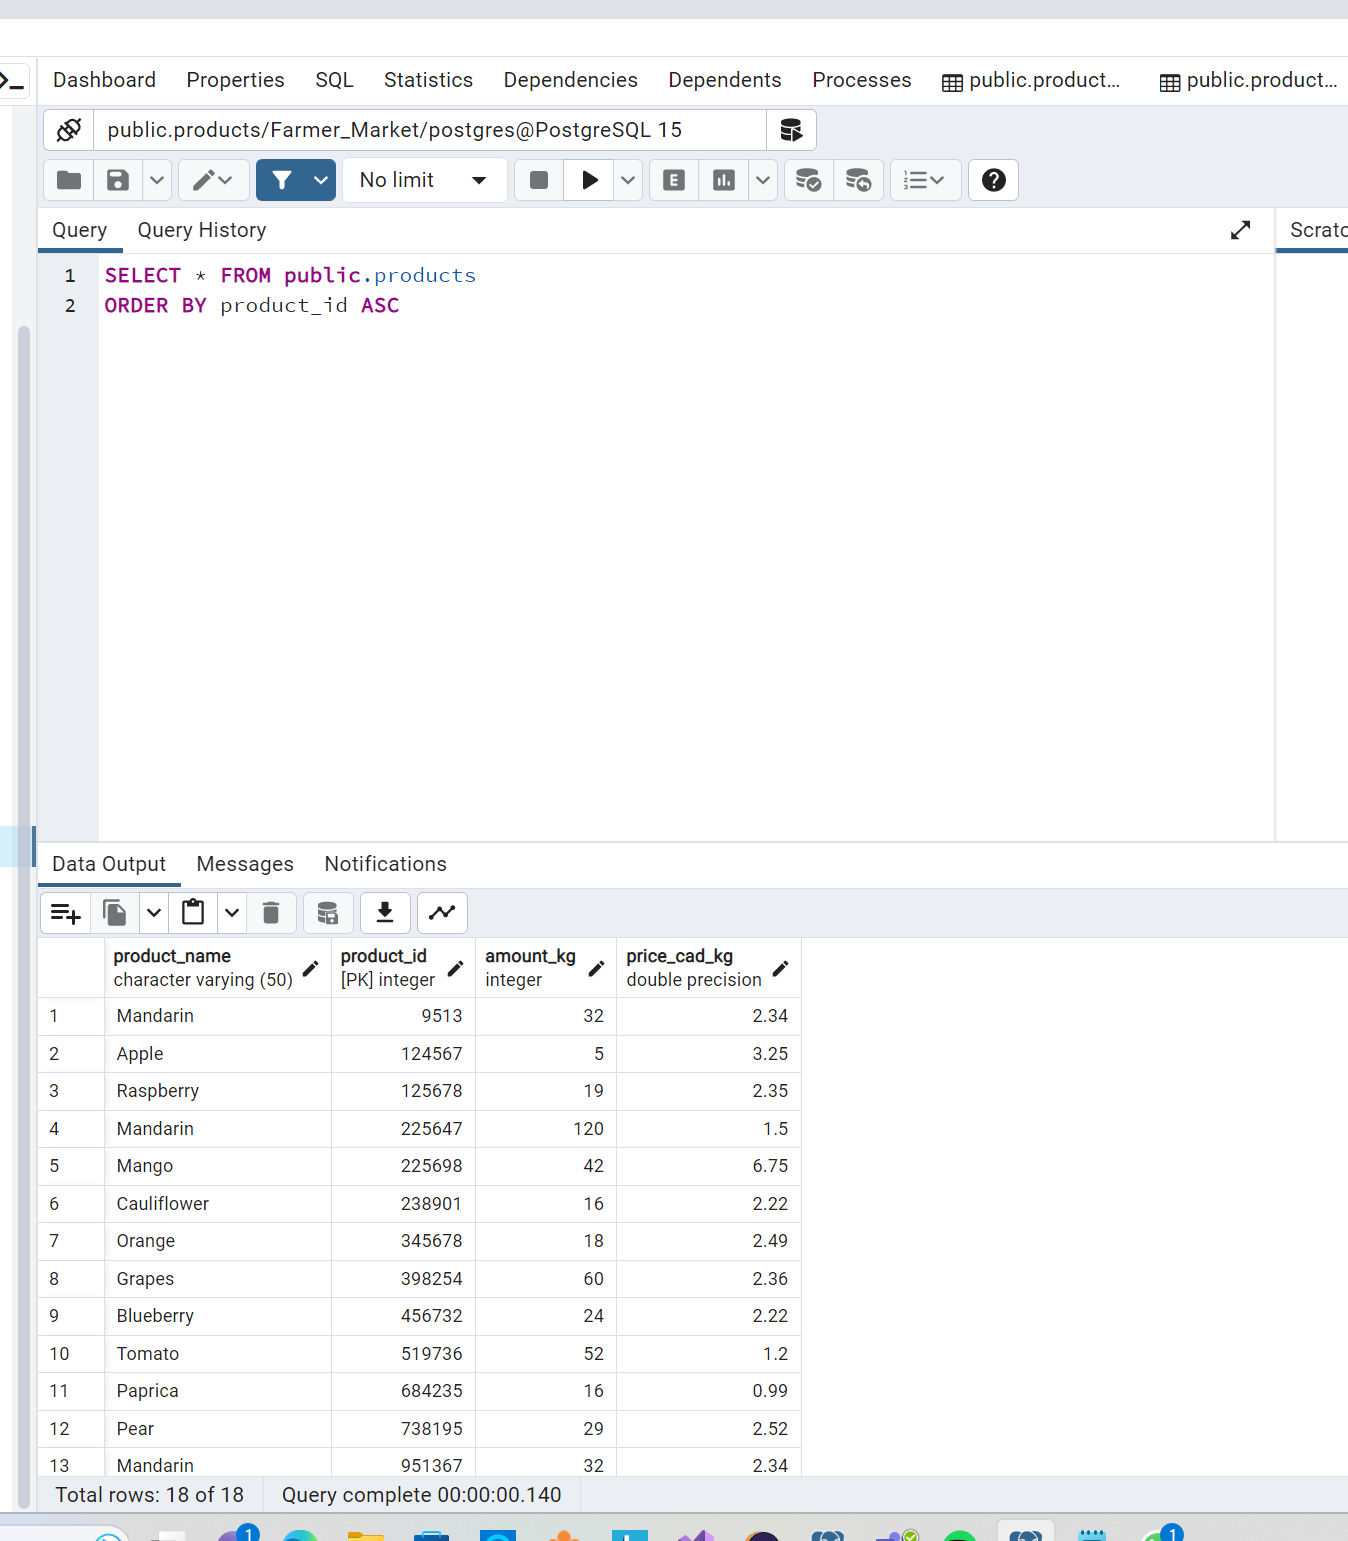 Dashboard Properties SQL Statistics Dependencies Dependents Processes public.product... public.product...
public.products/Farmer_Market/postgres@PostgreSQL 15
No limit
Query Query History
1 SELECT * FROM public.products
2 ORDER BY product_id ASC
Data Output Messages Notifications
product_name product_id amount_kg price_cad_kg
character varying (50) [PK] integer integer double precision
1 Mandarin 9513 32 2.34
2 Apple 124567 5 3.25
3 Raspberry 125678 19 2.35
4 Mandarin 225647 120 1.5
5 Mango 225698 42 6.75
6 Cauliflower 238901 16 2.22
7 Orange 345678 18 2.49
8 Grapes 398254 60 2.36
9 Blueberry 456732 24 2.22
10 Tomato 519736 52 1.2
11 Paprica 684235 16 0.99
12 Pear 738195 29 2.52
13 Mandarin 951367 32 2.34
Total rows: 18 of 18 Query complete 00:00:00.140
1 1